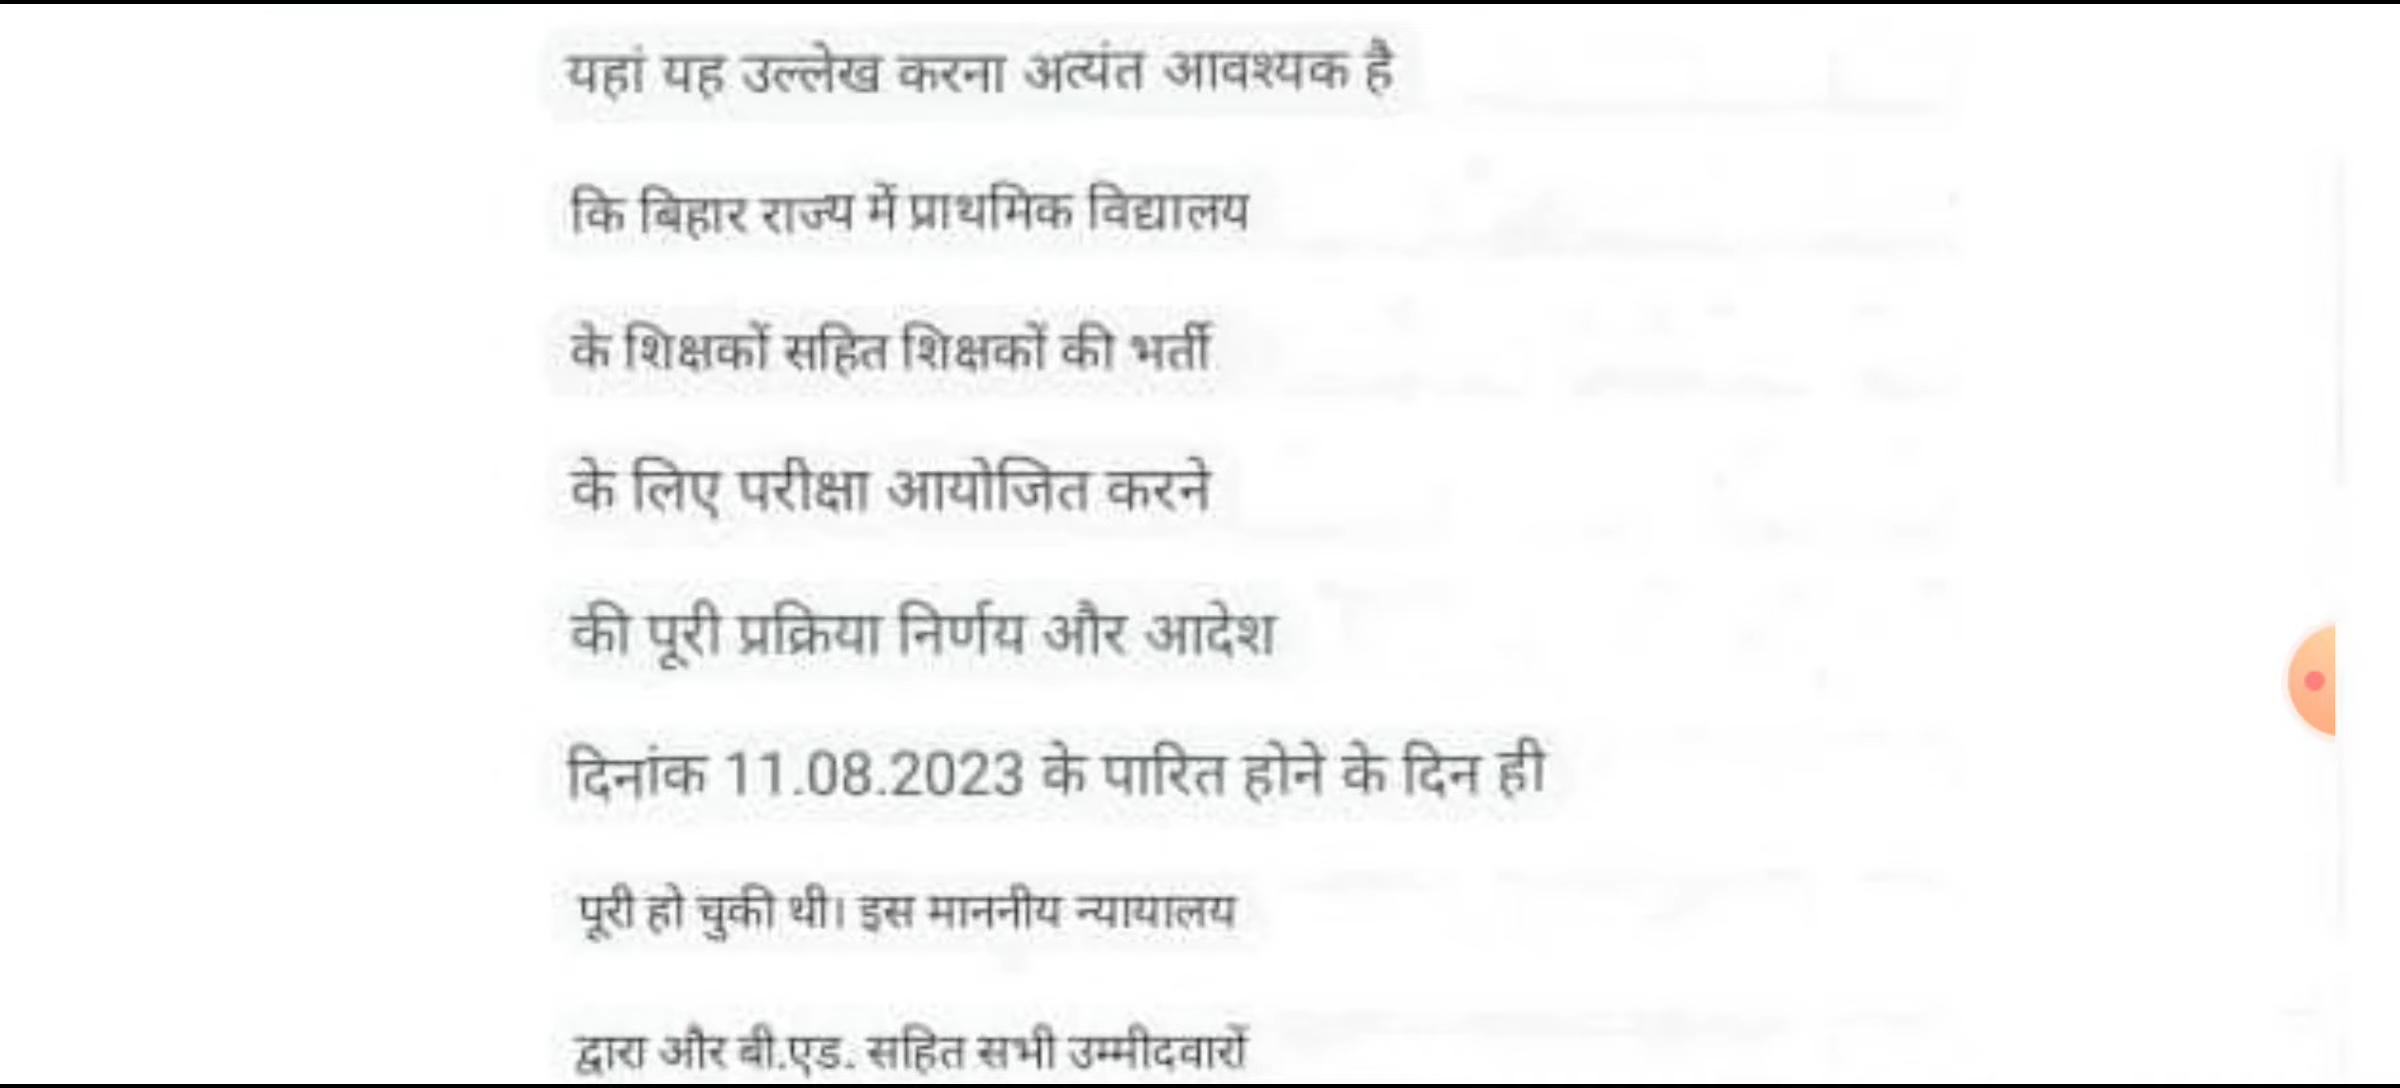 यहां यह उल्लेख करना अत्यंत आवश्यक है
कि बिहार राज्य में प्राथमिक विद्यालय
के शिक्षकों सहित शिक्षकों की भर्ती
के लिए परीक्षा आयोजित करने
की पूरी प्रक्रिया निर्णय और आदेश
दिनांक 11.08.2023 के पारित होने के दिन ही
पूरी हो चुकी थी। इस माननीय न्यायालय
द्वारा और बी.एड. सहित सभी उम्मीदवारों